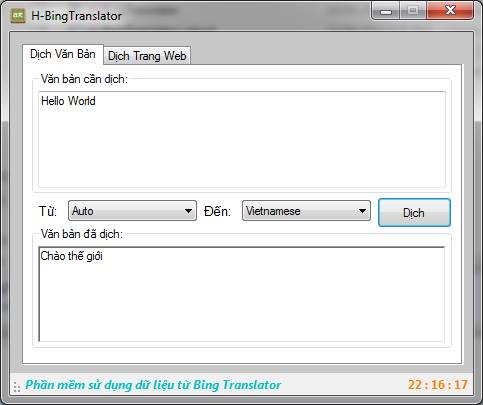 H-BingTranslator
Dịch Văn Bản Dịch Trang Web
Văn bản cần dịch:
Hello World
Từ: Auto Đến: Vietnamese Dịch
Văn bản đã dịch:
Chào thế giới
Phần mềm sử dụng dữ liệu từ Bing Translator 22 : 16 : 17